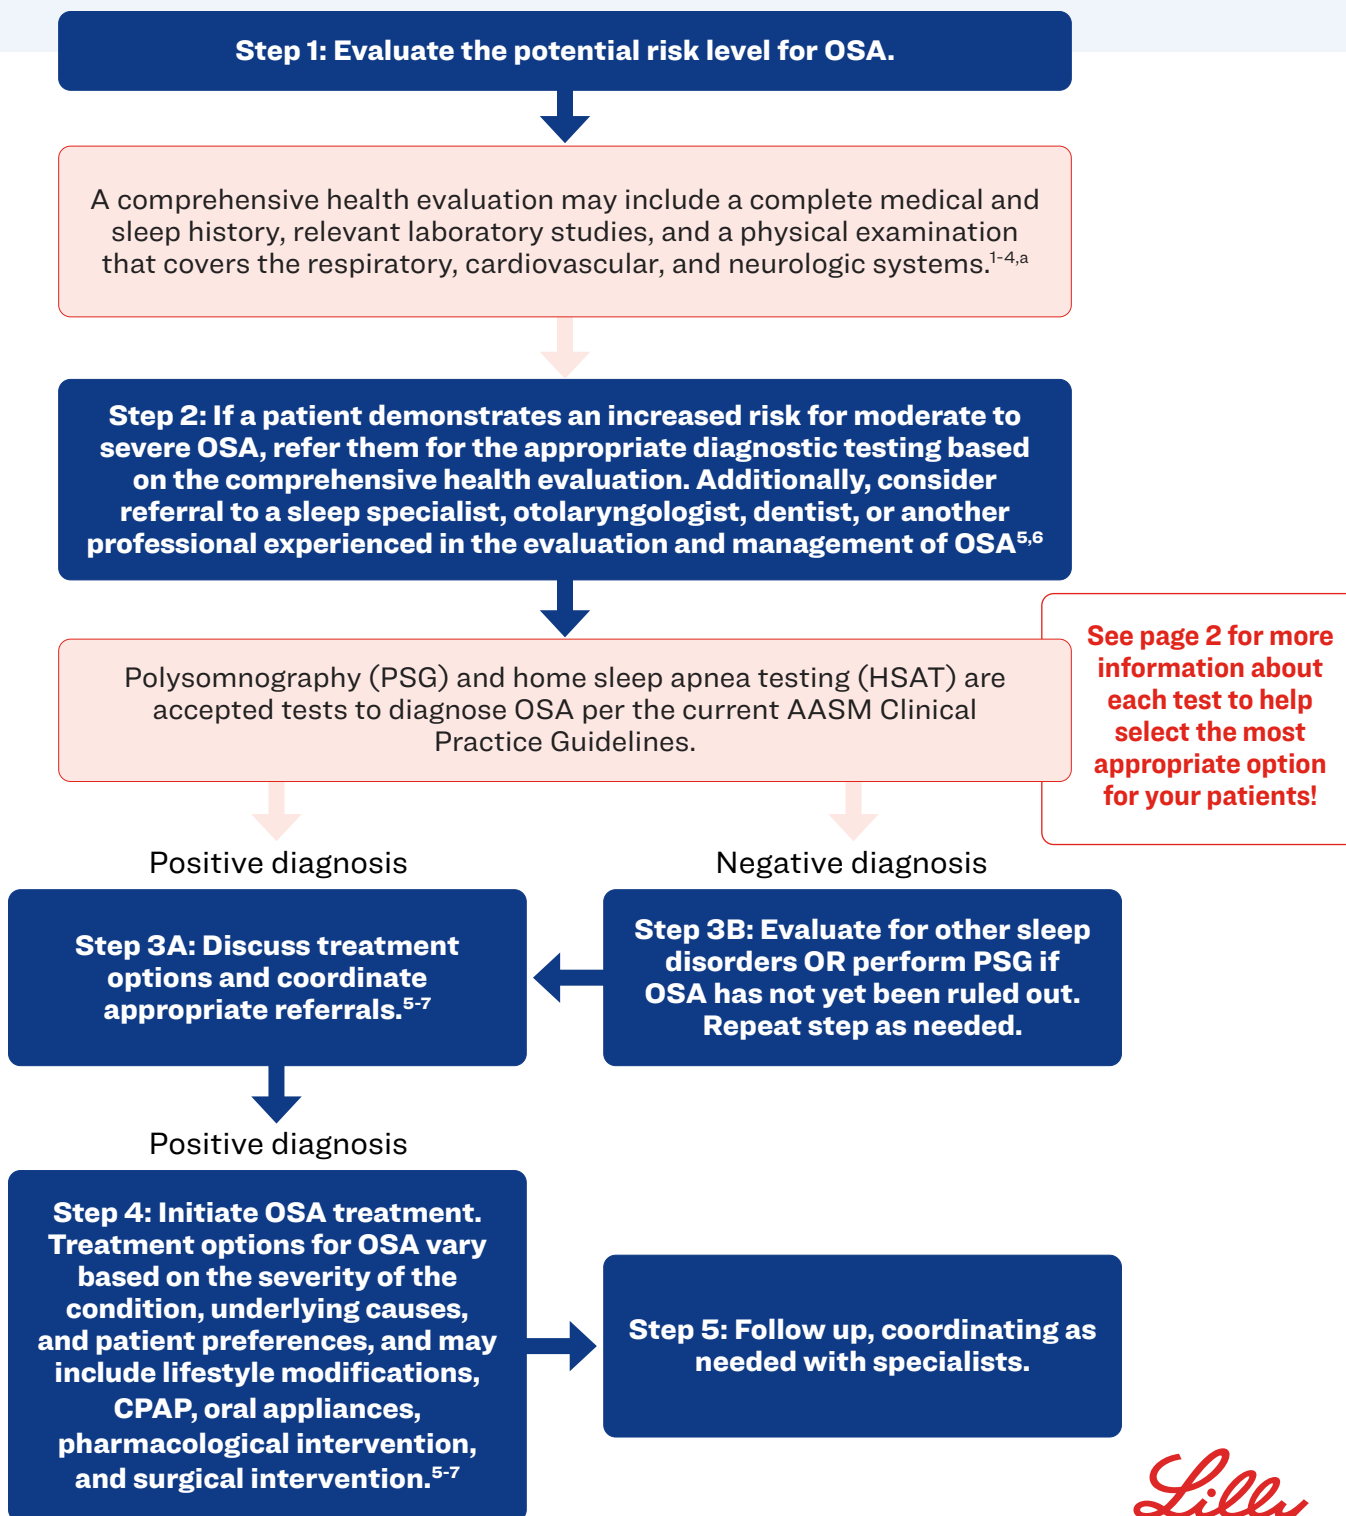 Step 1: Evaluate the potential risk level for OSA.
A comprehensive health evaluation may include a complete medical and
sleep history, relevant laboratory studies, and a physical examination
that covers the respiratory, cardiovascular, and neurologic systems.1-4,a
Step 2: If a patient demonstrates an increased risk for moderate to
severe OSA, refer them for the appropriate diagnostic testing based
on the comprehensive health evaluation. Additionally, consider
referral to a sleep specialist, otolaryngologist, dentist, or another
professional experienced in the evaluation and management of OSA5,6
Polysomnography (PSG) and home sleep apnea testing (HSAT) are
accepted tests to diagnose OSA per the current AASM Clinical
Practice Guidelines.
See page 2 for more
information about
each test to help
select the most
appropriate option
for your patients!
Positive diagnosis
Negative diagnosis
Step 3A: Discuss treatment
options and coordinate
appropriate referrals.5-7
Step 3B: Evaluate for other sleep
disorders OR perform PSG if
OSA has not yet been ruled out.
Repeat step as needed.
Positive diagnosis
Step 4: Initiate OSA treatment.
Treatment options for OSA vary
based on the severity of the
condition, underlying causes,
and patient preferences, and may
include lifestyle modifications,
CPAP, oral appliances,
pharmacological intervention,
and surgical intervention.5-7
Step 5: Follow up, coordinating as
needed with specialists.
Lilly